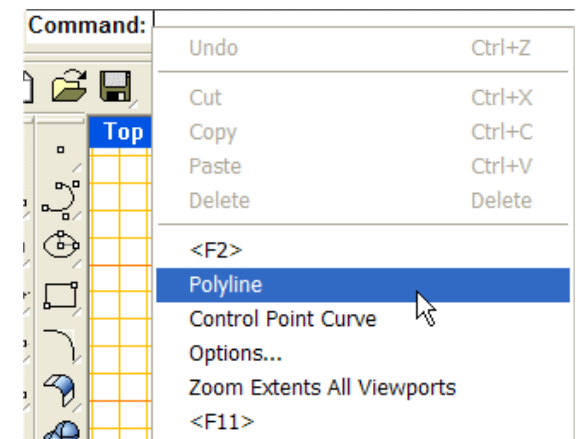 Command:
Undo Ctrl+Z
Cut Ctrl+X
Copy Ctrl+C
Top
Paste Ctrl+V
Delete Delete
<F2>
Polyline
Control Point Curve
Options...
Zoom Extents All Viewports
<F11>